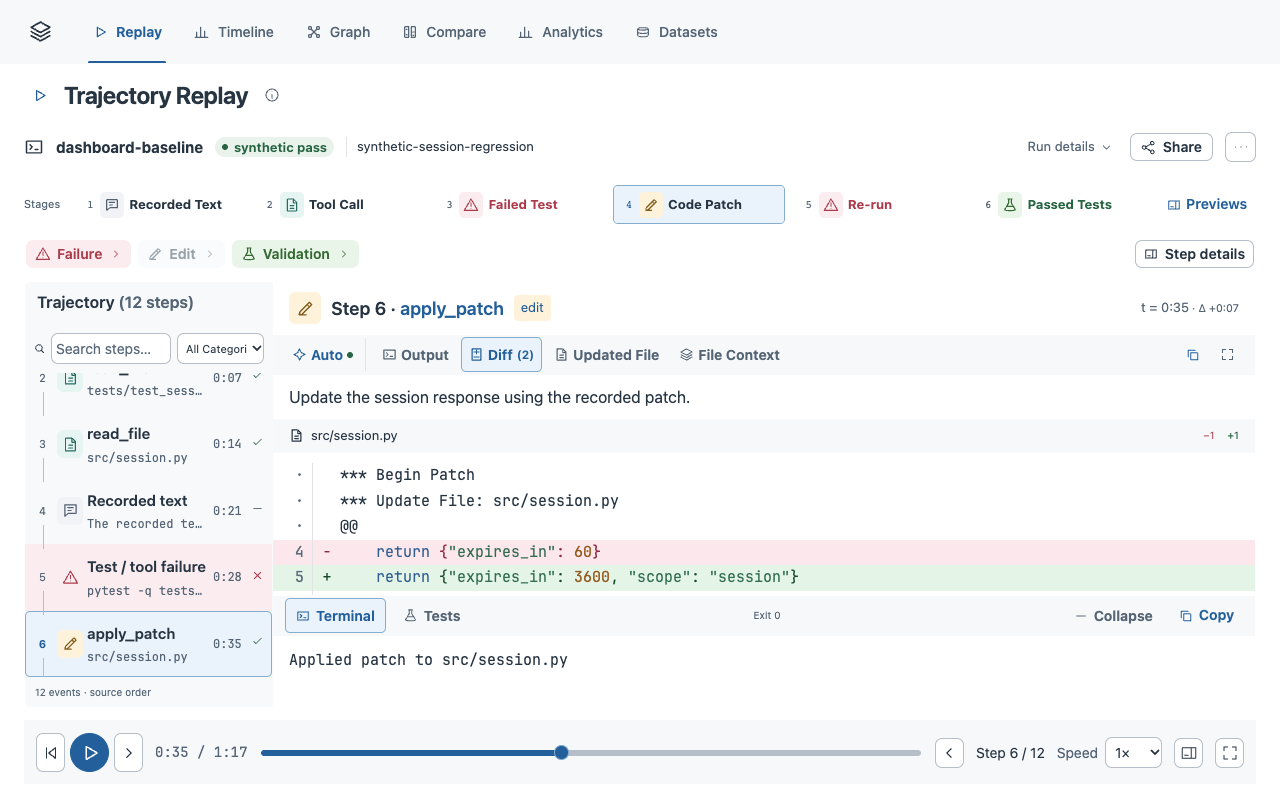 Replay Timeline Graph Compare Analytics Datasets
Trajectory Replay
dashboard-baseline synthetic pass synthetic-session-regression Run details Share ...
Stages 1 Recorded Text 2 Tool Call 3 Failed Test 4 Code Patch 5 Re-run 6 Passed Tests Previews
Failure Edit Validation Step details
Trajectory (12 steps)
Search steps... All Categori
2 0:07
tests/test_sess…
3 read_file 0:14
src/session.py
4 Recorded text 0:21
The recorded te…
5 Test / tool failure 0:28
pytest -q tests…
6 apply_patch 0:35
src/session.py
12 events · source order
Step 6 · apply_patch edit t = 0:35 · Δ +0:07
Auto Output Diff (2) Updated File File Context
Update the session response using the recorded patch.
src/session.py −1 +1
· *** Begin Patch
· *** Update File: src/session.py
· @@
4 - return {"expires_in": 60}
5 + return {"expires_in": 3600, "scope": "session"}
Terminal Tests Exit 0 Collapse Copy
Applied patch to src/session.py
0:35 / 1:17 Step 6 / 12 Speed 1×